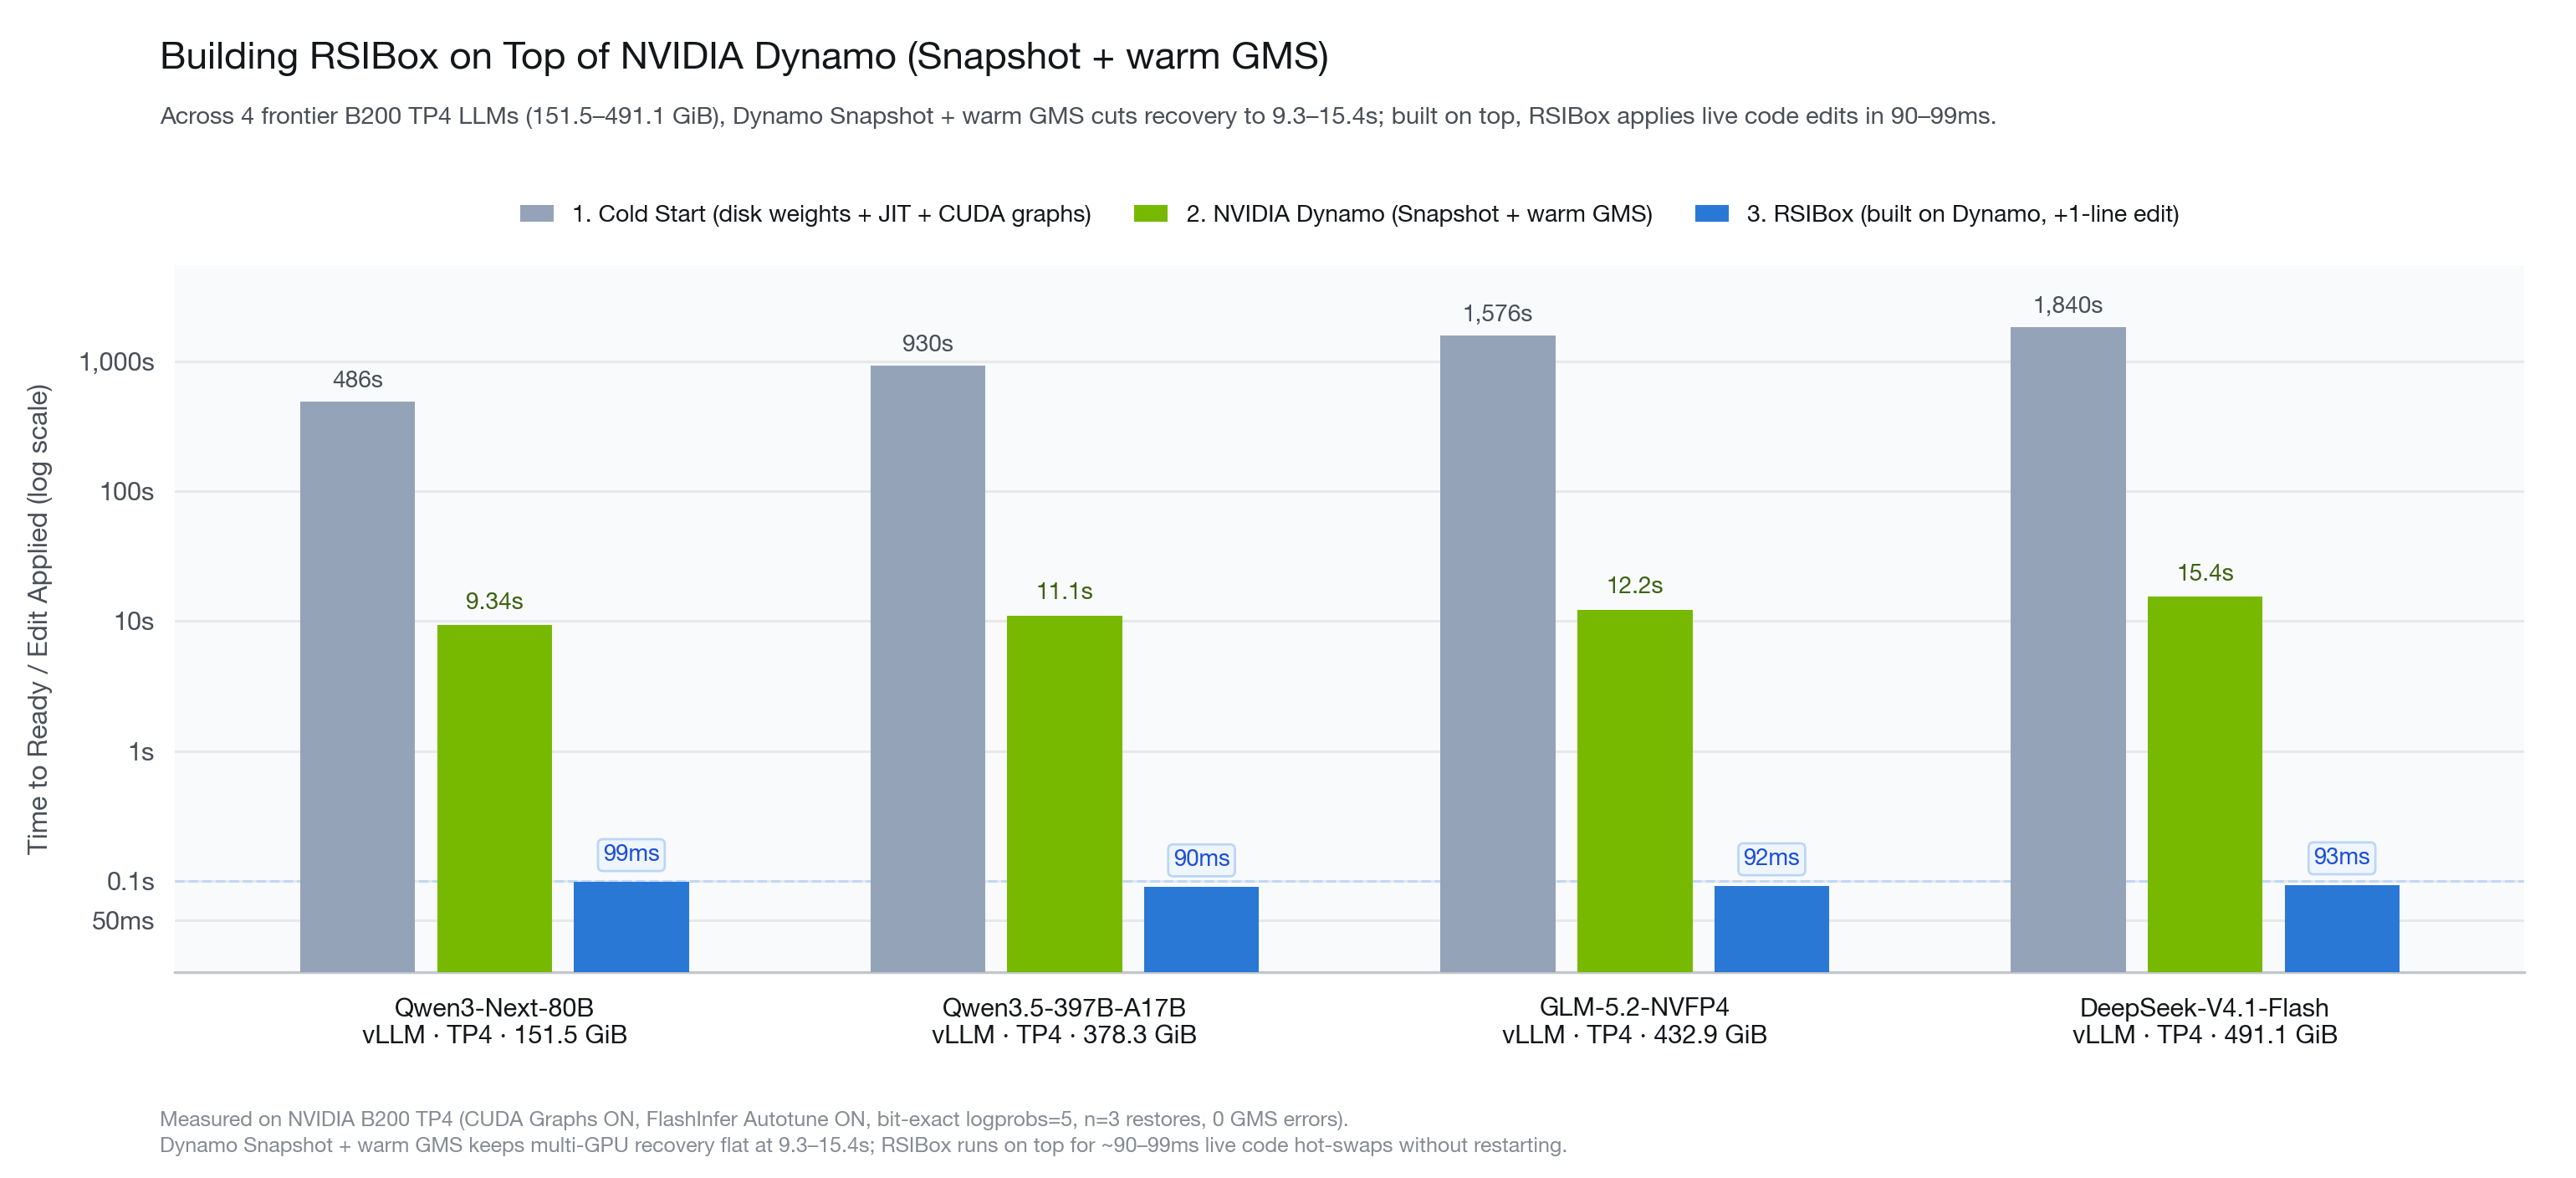 Building RSIBox on Top of NVIDIA Dynamo (Snapshot + warm GMS)
Across 4 frontier B200 TP4 LLMs (151.5–491.1 GiB), Dynamo Snapshot + warm GMS cuts recovery to 9.3–15.4s; built on top, RSIBox applies live code edits in 90–99ms.
1. Cold Start (disk weights + JIT + CUDA graphs)
2. NVIDIA Dynamo (Snapshot + warm GMS)
3. RSIBox (built on Dynamo, +1-line edit)
Time to Ready / Edit Applied (log scale)
1,000s
100s
10s
1s
0.1s
50ms
486s
9.34s
99ms
930s
11.1s
90ms
1,576s
12.2s
92ms
1,840s
15.4s
93ms
Qwen3-Next-80B
vLLM · TP4 · 151.5 GiB
Qwen3.5-397B-A17B
vLLM · TP4 · 378.3 GiB
GLM-5.2-NVFP4
vLLM · TP4 · 432.9 GiB
DeepSeek-V4.1-Flash
vLLM · TP4 · 491.1 GiB
Measured on NVIDIA B200 TP4 (CUDA Graphs ON, FlashInfer Autotune ON, bit-exact logprobs=5, n=3 restores, 0 GMS errors).
Dynamo Snapshot + warm GMS keeps multi-GPU recovery flat at 9.3–15.4s; RSIBox runs on top for ~90–99ms live code hot-swaps without restarting.